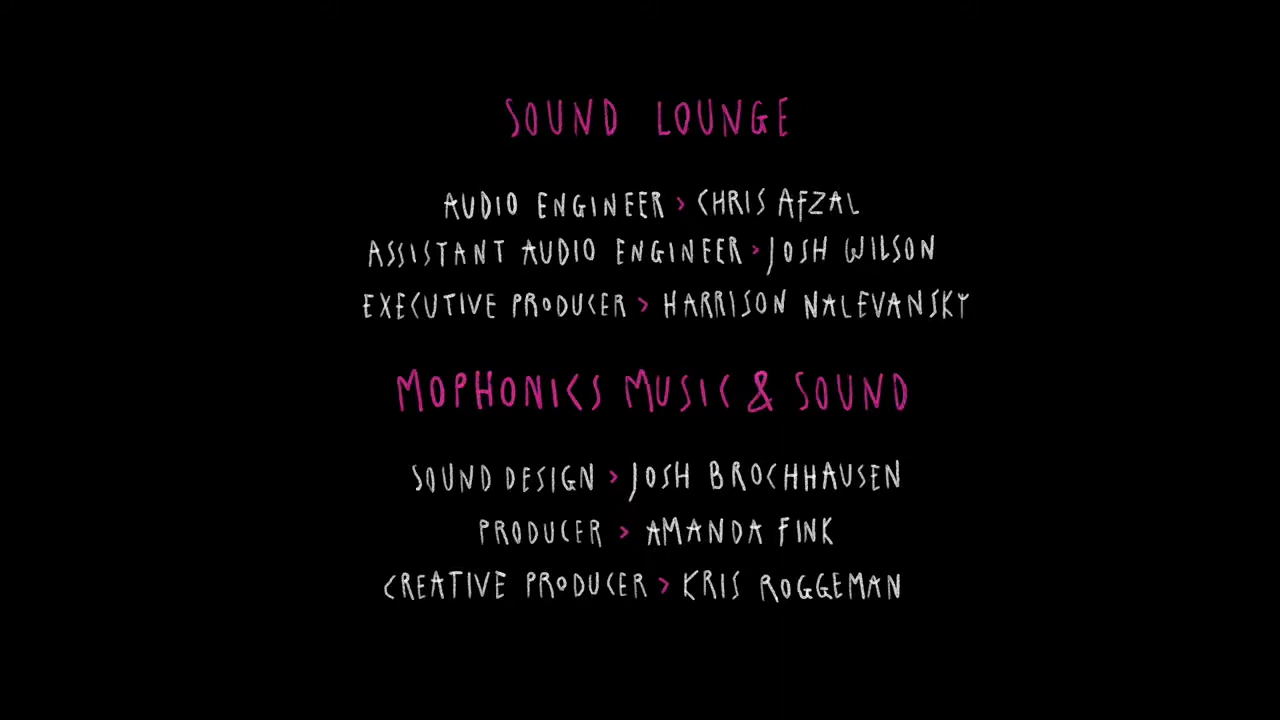 SOUND LOUNGE
AUDIO ENGINEER > CHRIS AFZAL
ASSISTANT AUDIO ENGINEER > JOSH WILSON
EXECUTIVE PRODUCER > HARRISON NALEVANSKY
MOPHONICS MUSIC & SOUND
SOUND DESIGN > JOSH BROCHHAUSEN
PRODUCER > AMANDA FINK
CREATIVE PRODUCER > KRIS ROGGEMAN